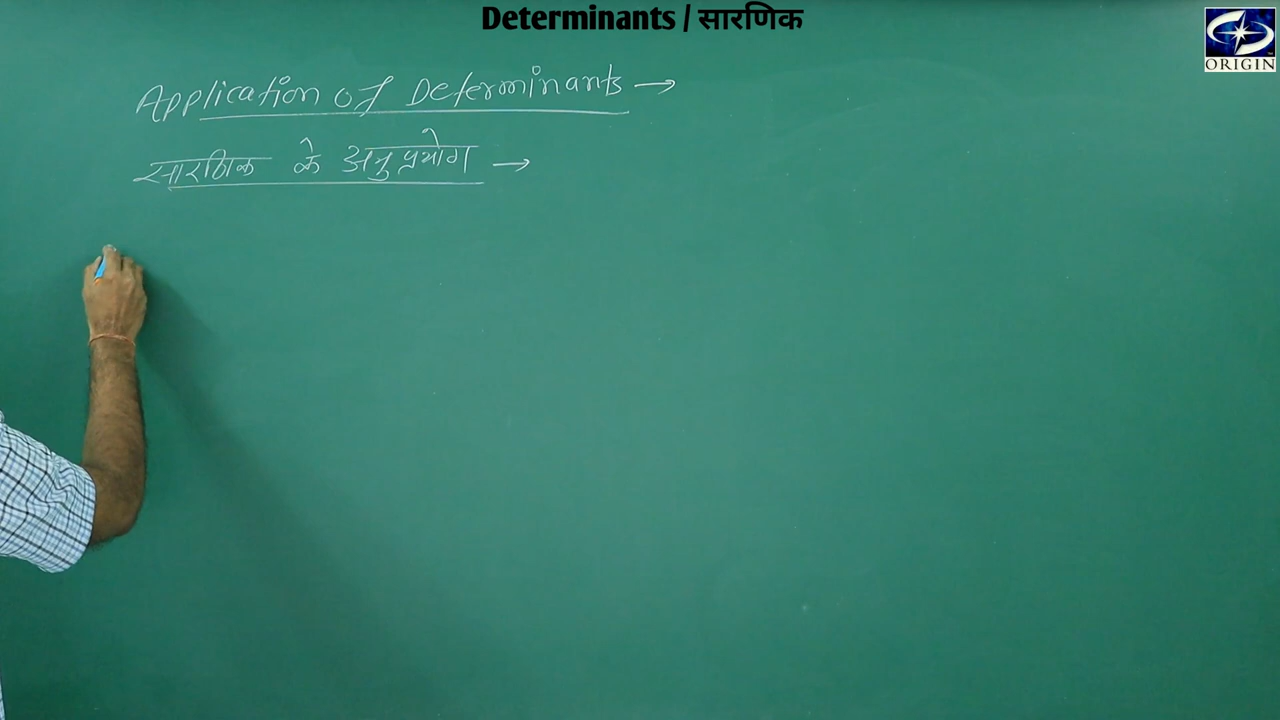 Determinants / सारणिक
ORIGIN
Application of Determinants →
सारणिक के अनुप्रयोग →